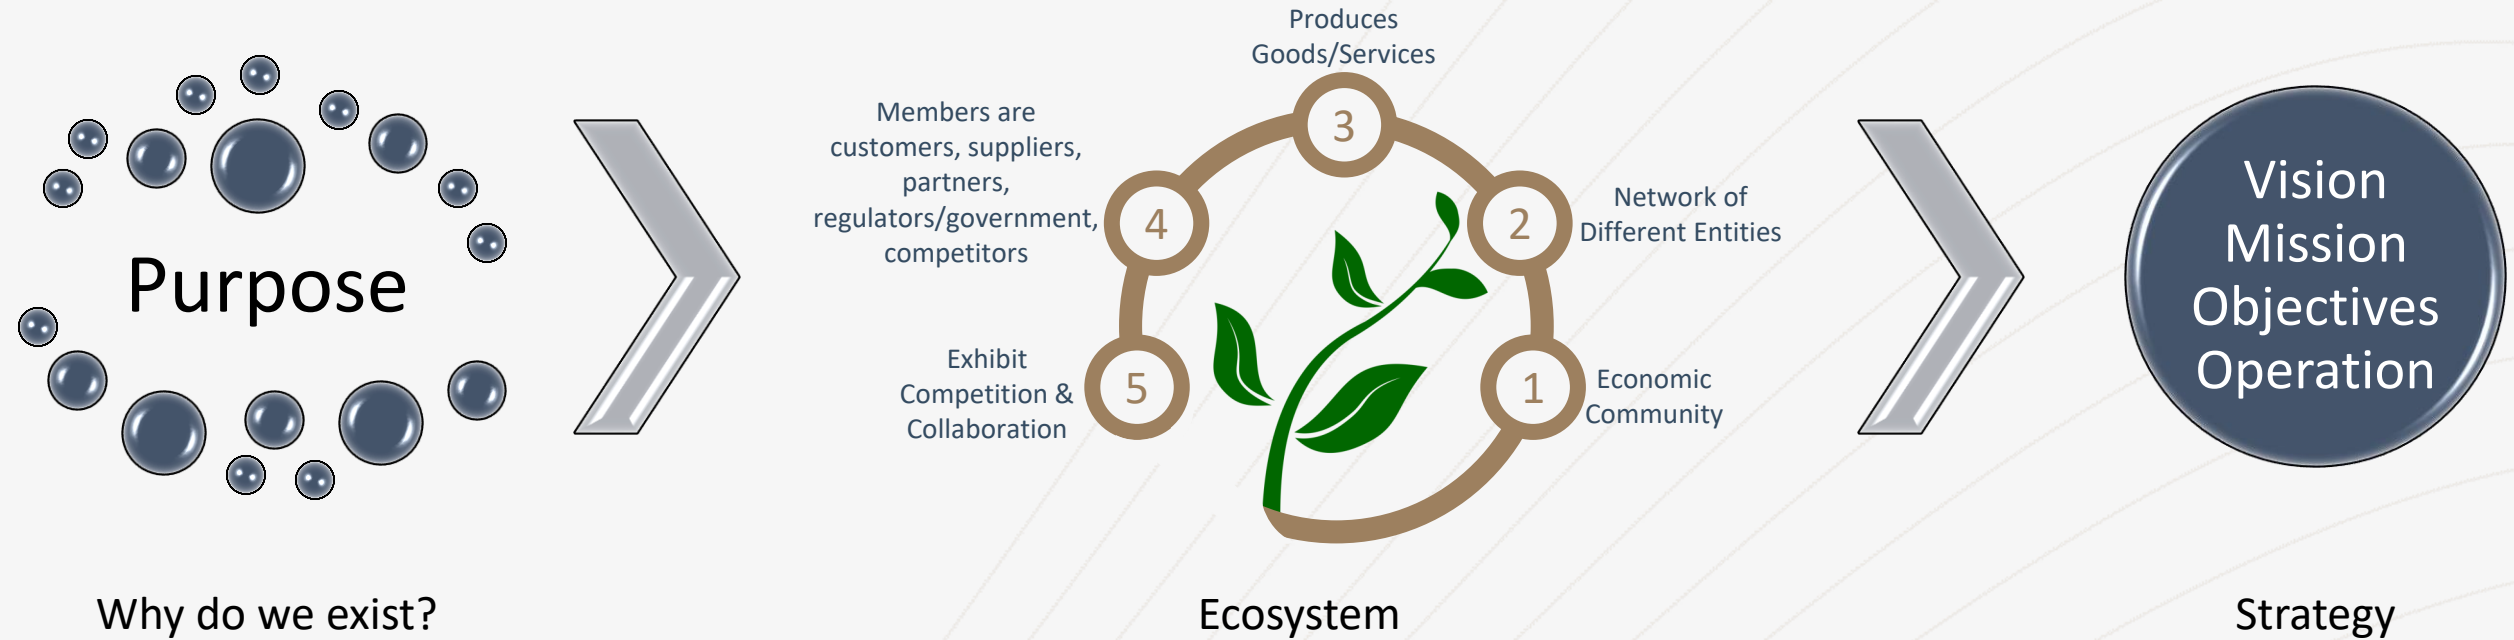 Purpose
Why do we exist?
Produces
Goods/Services
3
Members are
customers, suppliers,
partners,
regulators/government,
competitors
4
2
Network of
Different Entities
Exhibit
Competition &
Collaboration
5
1
Economic
Community
Ecosystem
Vision
Mission
Objectives
Operation
Strategy